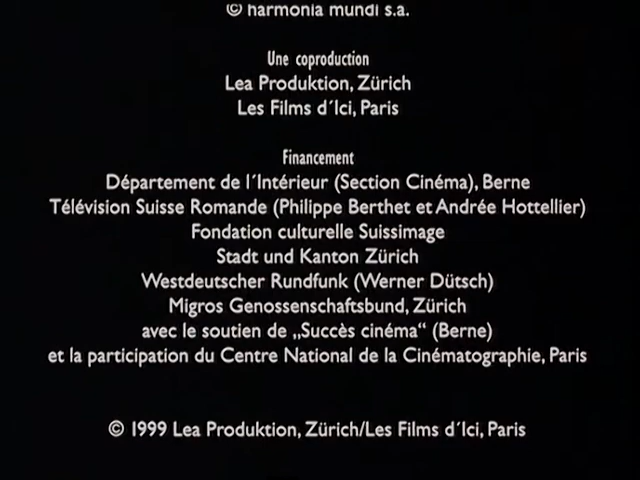 © harmonia mundi s.a.
Une coproduction
Lea Produktion, Zürich
Les Films d´Ici, Paris
Financement
Département de l´Intérieur (Section Cinéma), Berne
Télévision Suisse Romande (Philippe Berthet et Andrée Hottellier)
Fondation culturelle Suissimage
Stadt und Kanton Zürich
Westdeutscher Rundfunk (Werner Dütsch)
Migros Genossenschaftsbund, Zürich
avec le soutien de „Succès cinéma“ (Berne)
et la participation du Centre National de la Cinématographie, Paris
© 1999 Lea Produktion, Zürich/Les Films d´Ici, Paris